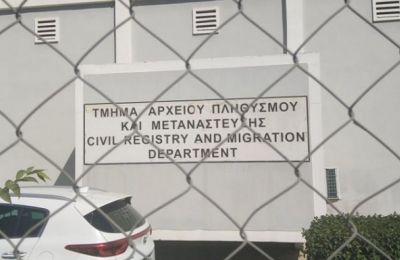 ΤΜΗΜΑ ΑΡΧΕΙΟΥ ΠΛΗΘΥΣΜΟΥ
ΚΑΙ ΜΕΤΑΝΑΣΤΕΥΣΗΣ
CIVIL REGISTRY AND MIGRATION
DEPARTMENT